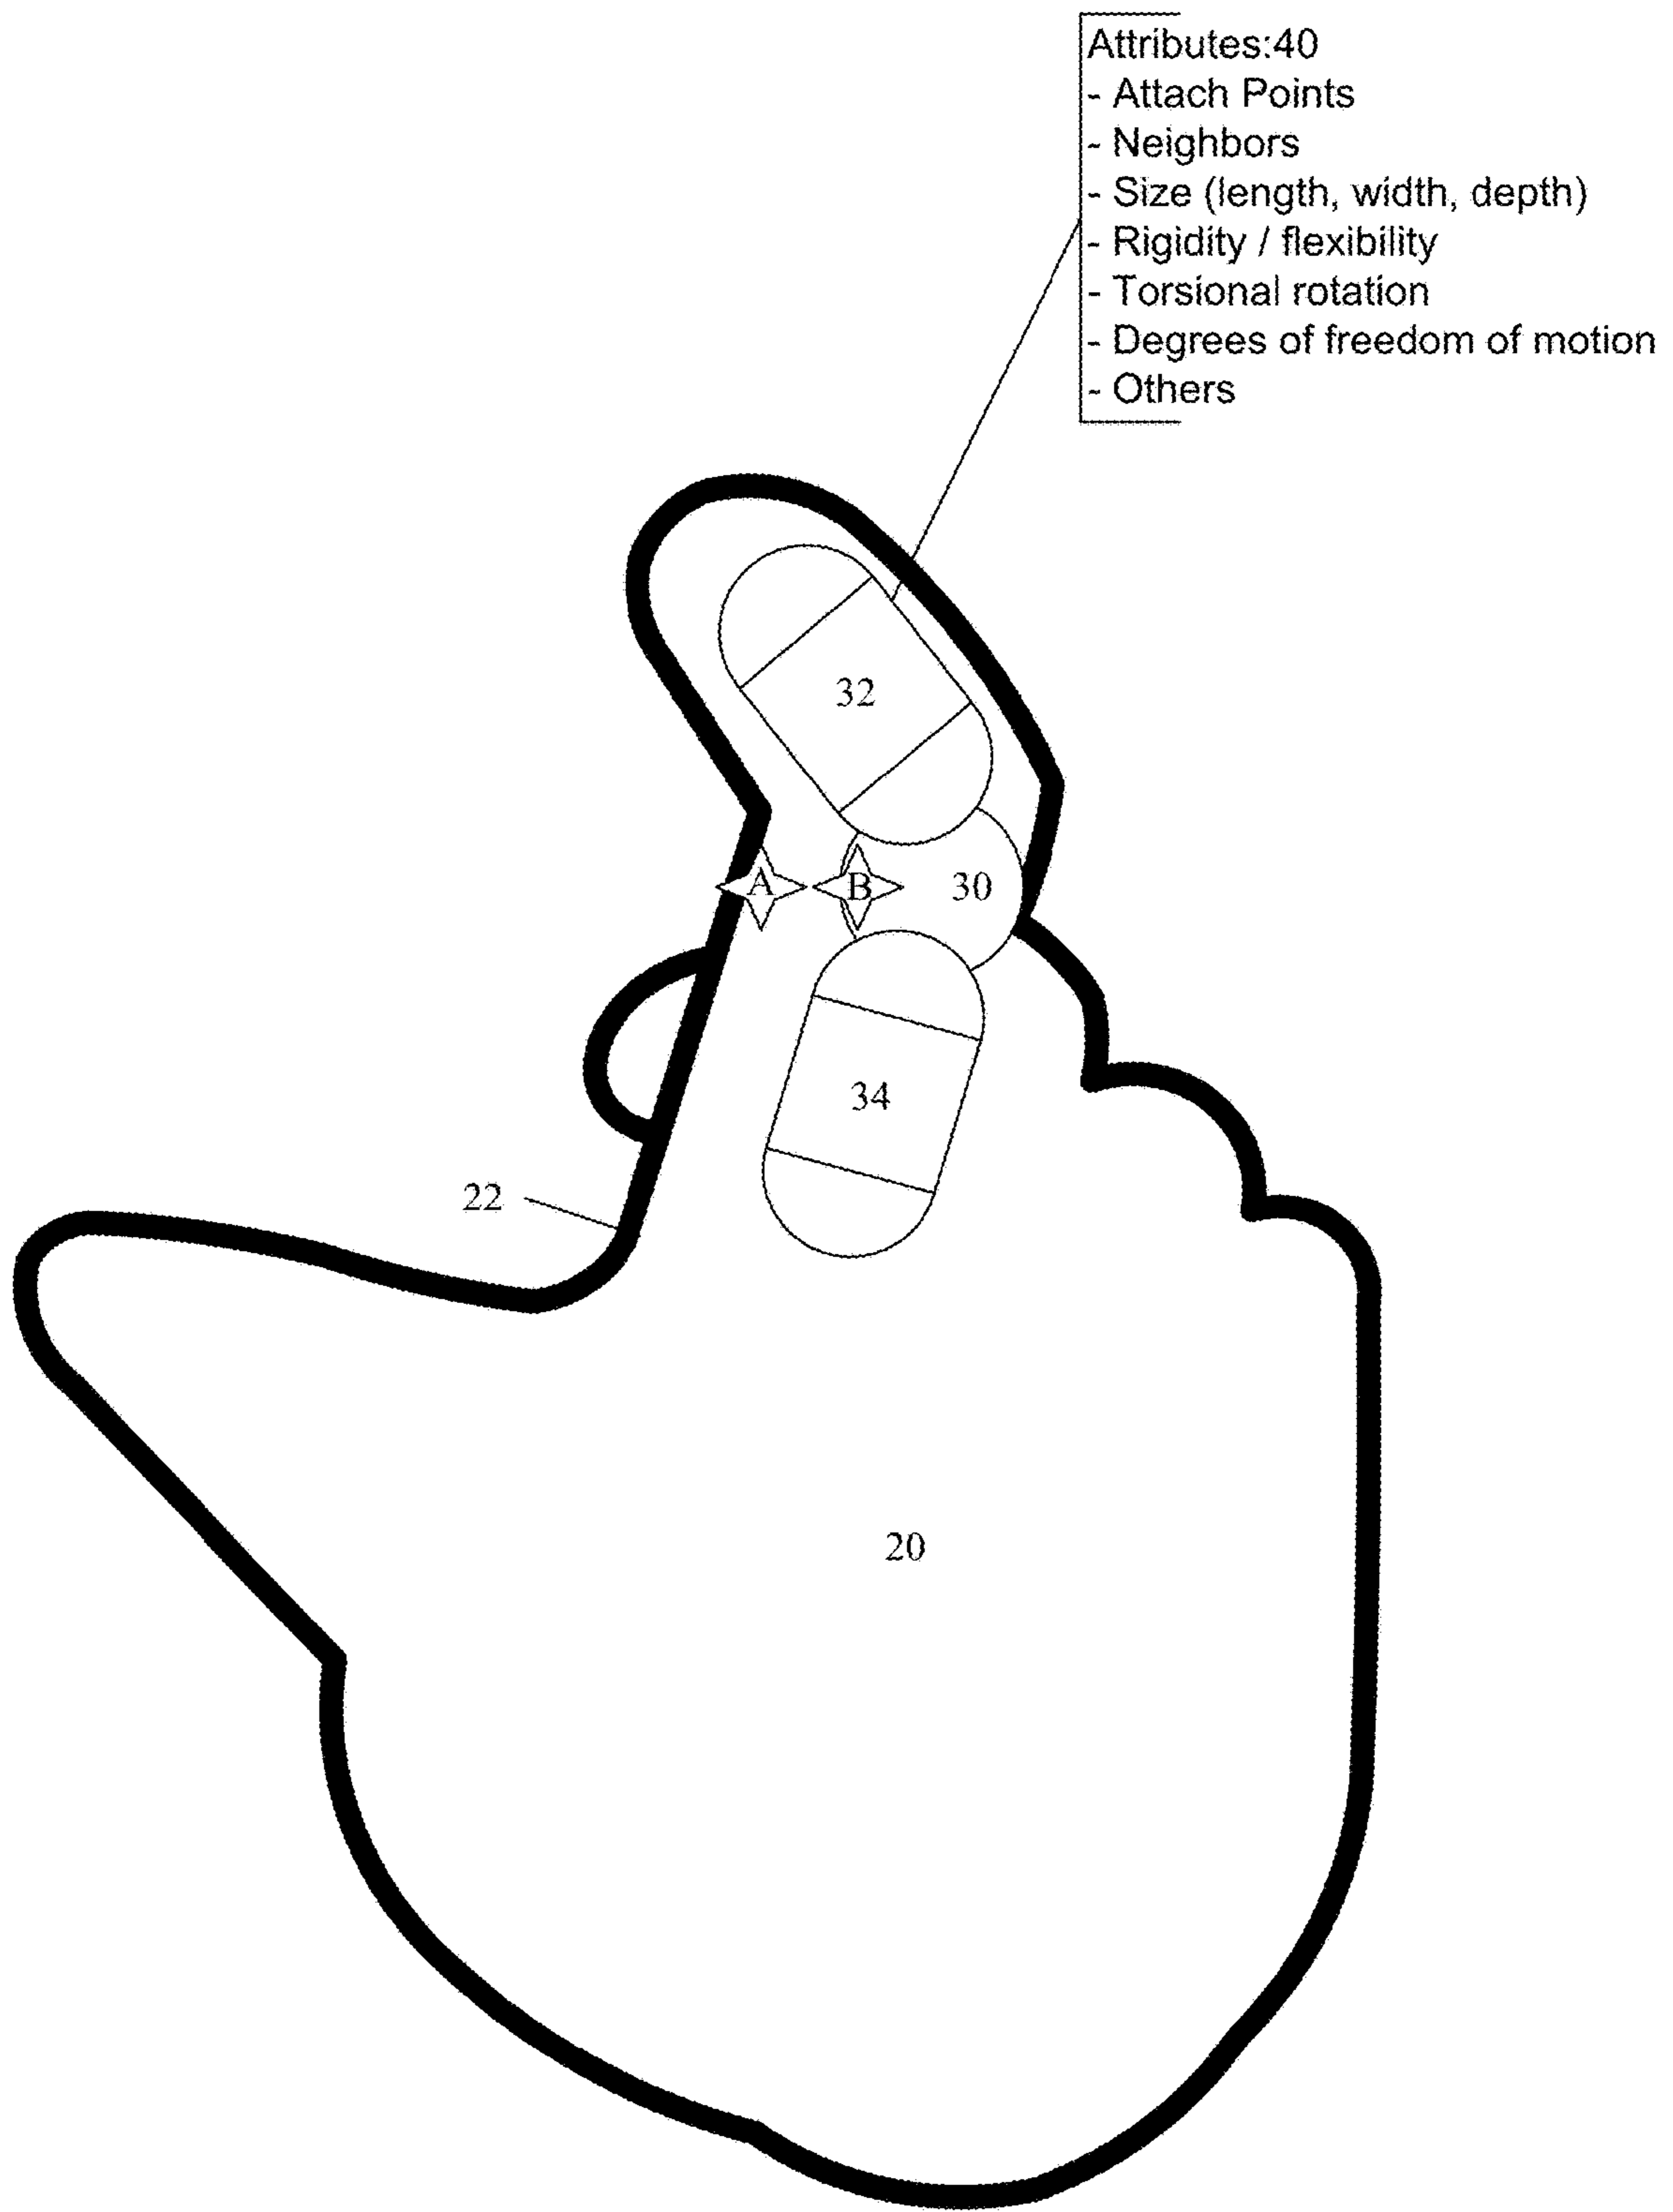 Attributes:40
- Attach Points
- Neighbors
- Size (length, width, depth)
- Rigidity / flexibility
- Torsional rotation
- Degrees of freedom of motion
- Others
32
A
B
30
34
22
20